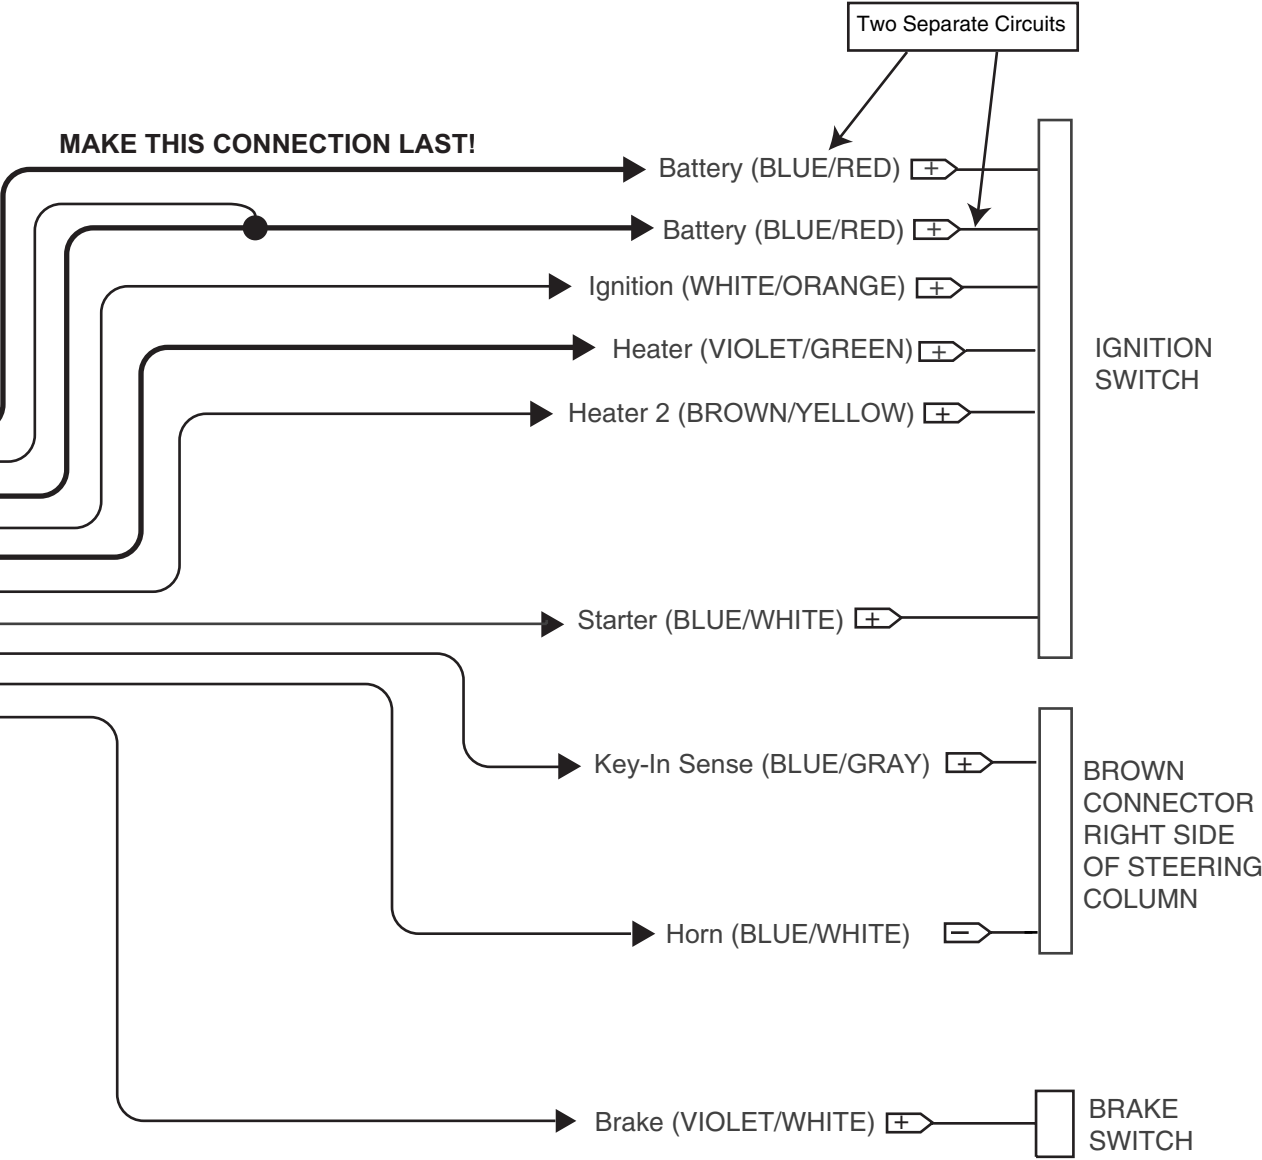 Two Separate Circuits
MAKE THIS CONNECTION LAST!
Battery (BLUE/RED) +
Battery (BLUE/RED) +
Ignition (WHITE/ORANGE) +
Heater (VIOLET/GREEN) +
Heater 2 (BROWN/YELLOW) +
IGNITION
SWITCH
Starter (BLUE/WHITE) +
Key-In Sense (BLUE/GRAY) +
Horn (BLUE/WHITE) −
BROWN
CONNECTOR
RIGHT SIDE
OF STEERING
COLUMN
Brake (VIOLET/WHITE) +
BRAKE
SWITCH